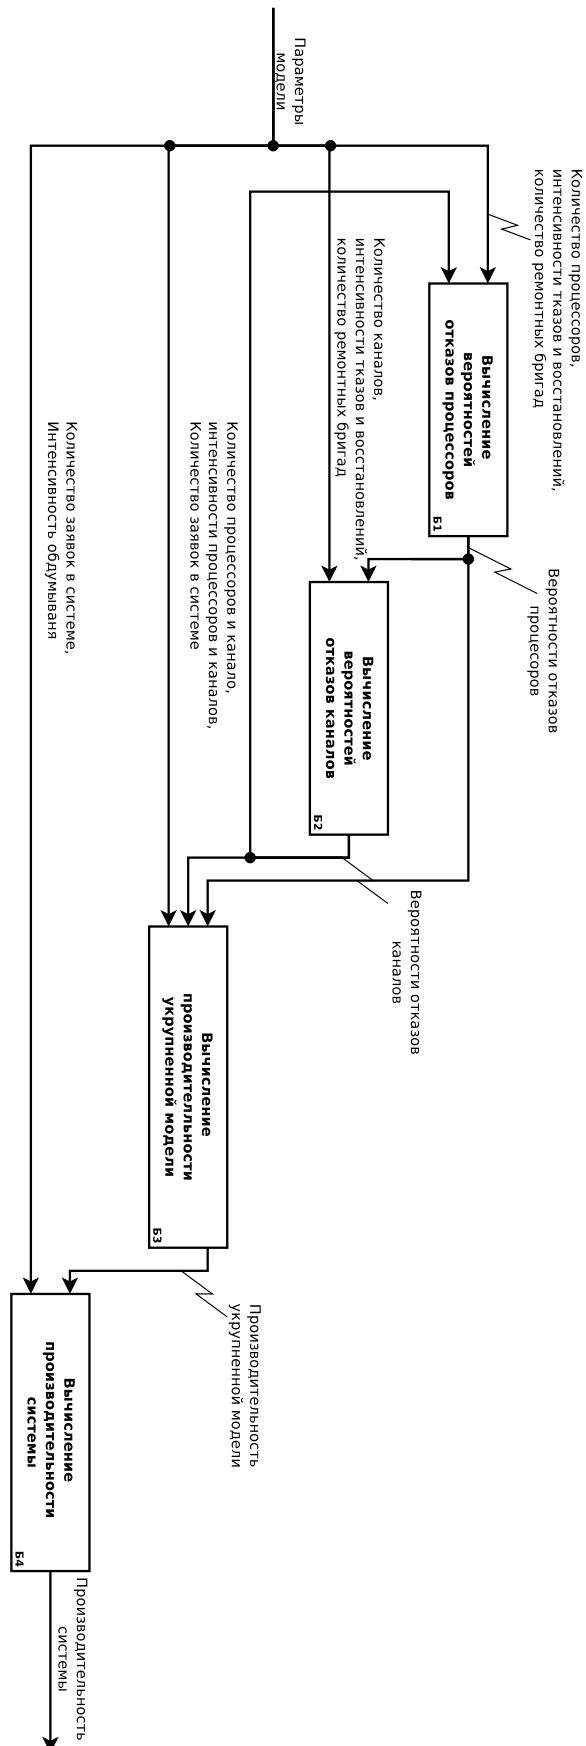 Параметры
модели
Количество процессоров,
интенсивности тказов и восстановлений,
количество ремонтных бригад
Вычисление
вероятностей
отказов процессоров
Б1
Вероятности отказов
процесоров
Количество каналов,
интенсивности тказов и восстановлений,
количество ремонтных бригад
Вычисление
вероятностей
отказов каналов
Б2
Вероятности отказов
каналов
Количество процессоров и канало,
интенсивности процессоров и каналов,
Количество заявок в системе
Вычисление
производителльности
укрупненной модели
Б3
Производительность
укрупненной модели
Количество заявок в системе,
Интенсивность обдумываня
Вычисление
производительности
системы
Б4
Производительность
системы